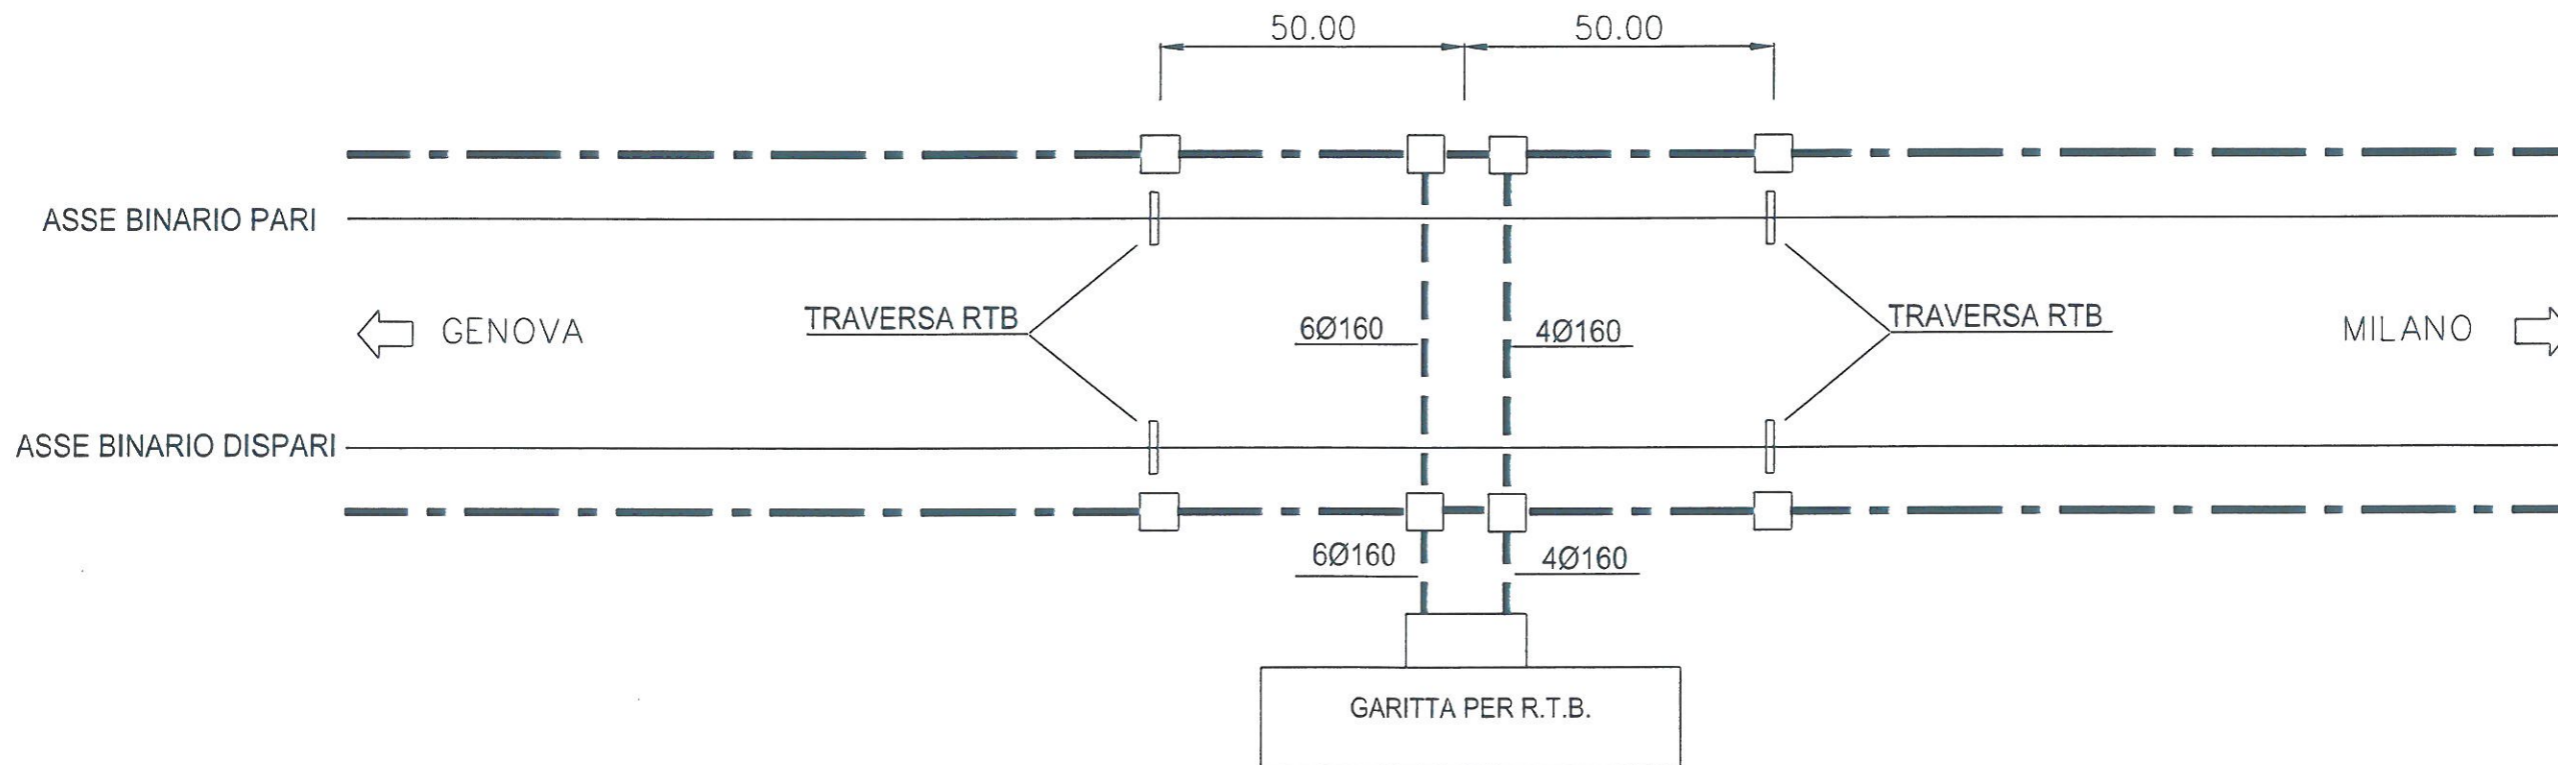 50.00
50.00
ASSE BINARIO PARI
TRAVERSA RTB
TRAVERSA RTB
GENOVA
6Ø160
4Ø160
MILANO
ASSE BINARIO DISPARI
6Ø160
4Ø160
GARITTA PER R.T.B.